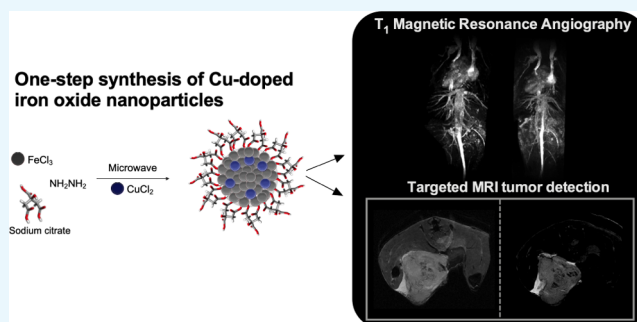 T₁ Magnetic Resonance Angiography
One-step synthesis of Cu-doped
iron oxide nanoparticles
FeCl₃
NH₂NH₂
Sodium citrate
Microwave
CuCl₂
Targeted MRI tumor detection